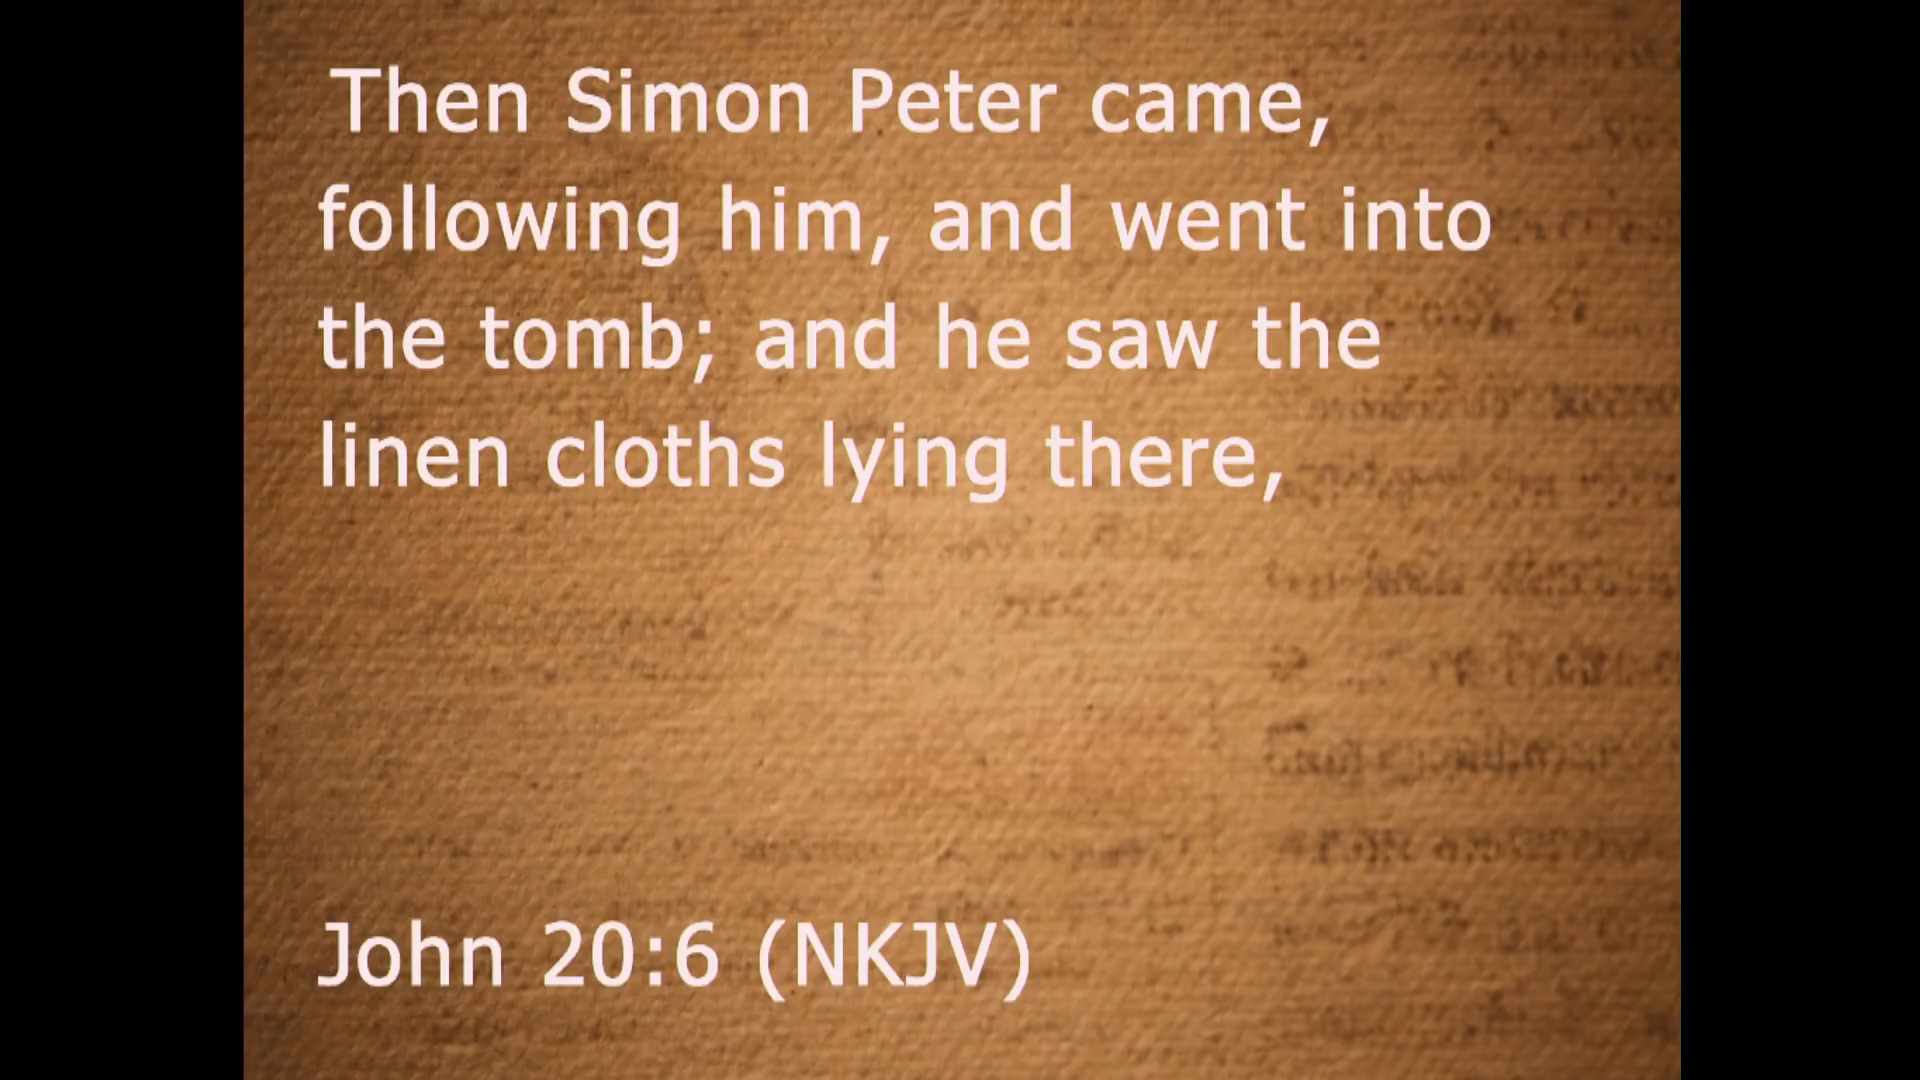 Then Simon Peter came,
following him, and went into
the tomb; and he saw the
linen cloths lying there,
John 20:6 (NKJV)